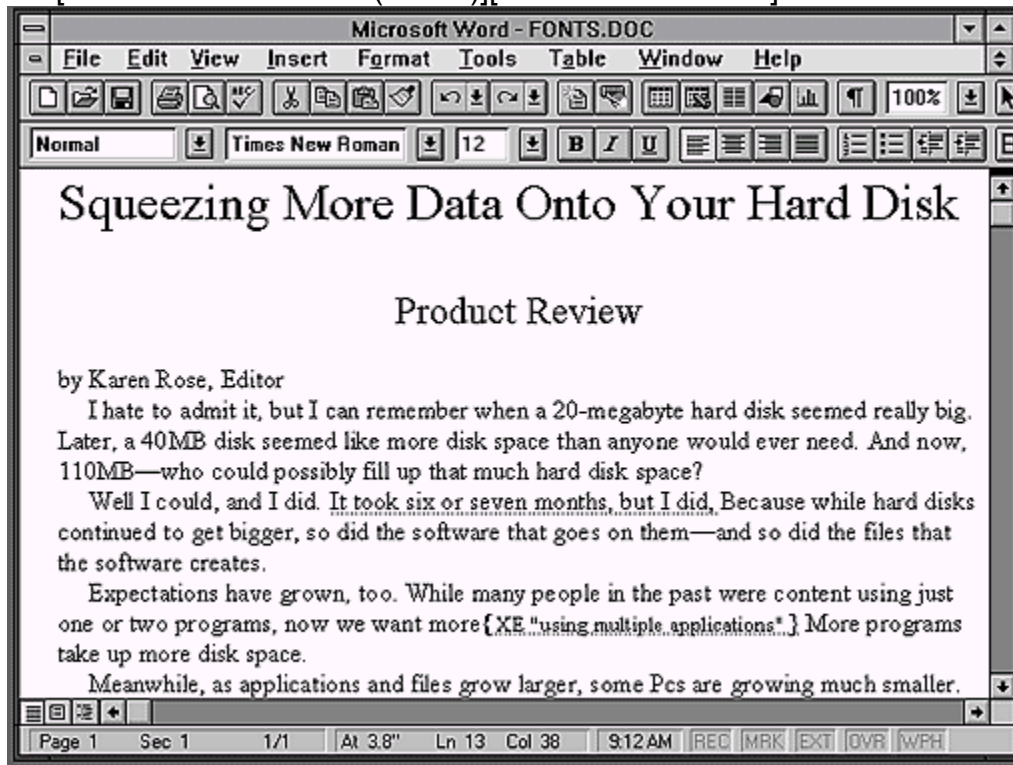 Microsoft Word - FONTS.DOC
File Edit View Insert Format Tools Table Window Help
ABC ¶ 100%
Normal Times New Roman 12 B I U
Squeezing More Data Onto Your Hard Disk
Product Review
by Karen Rose, Editor
I hate to admit it, but I can remember when a 20-megabyte hard disk seemed really big.
Later, a 40MB disk seemed like more disk space than anyone would ever need. And now,
110MB—who could possibly fill up that much hard disk space?
Well I could, and I did. It took six or seven months, but I did, Because while hard disks
continued to get bigger, so did the software that goes on them—and so did the files that
the software creates.
Expectations have grown, too. While many people in the past were content using just
one or two programs, now we want more{XE "using multiple applications" } More programs
take up more disk space.
Meanwhile, as applications and files grow larger, some Pcs are growing much smaller.
Page 1 Sec 1 1/1 At 3.8" Ln 13 Col 38 9:12 AM REC MRK EXT OVR WPH